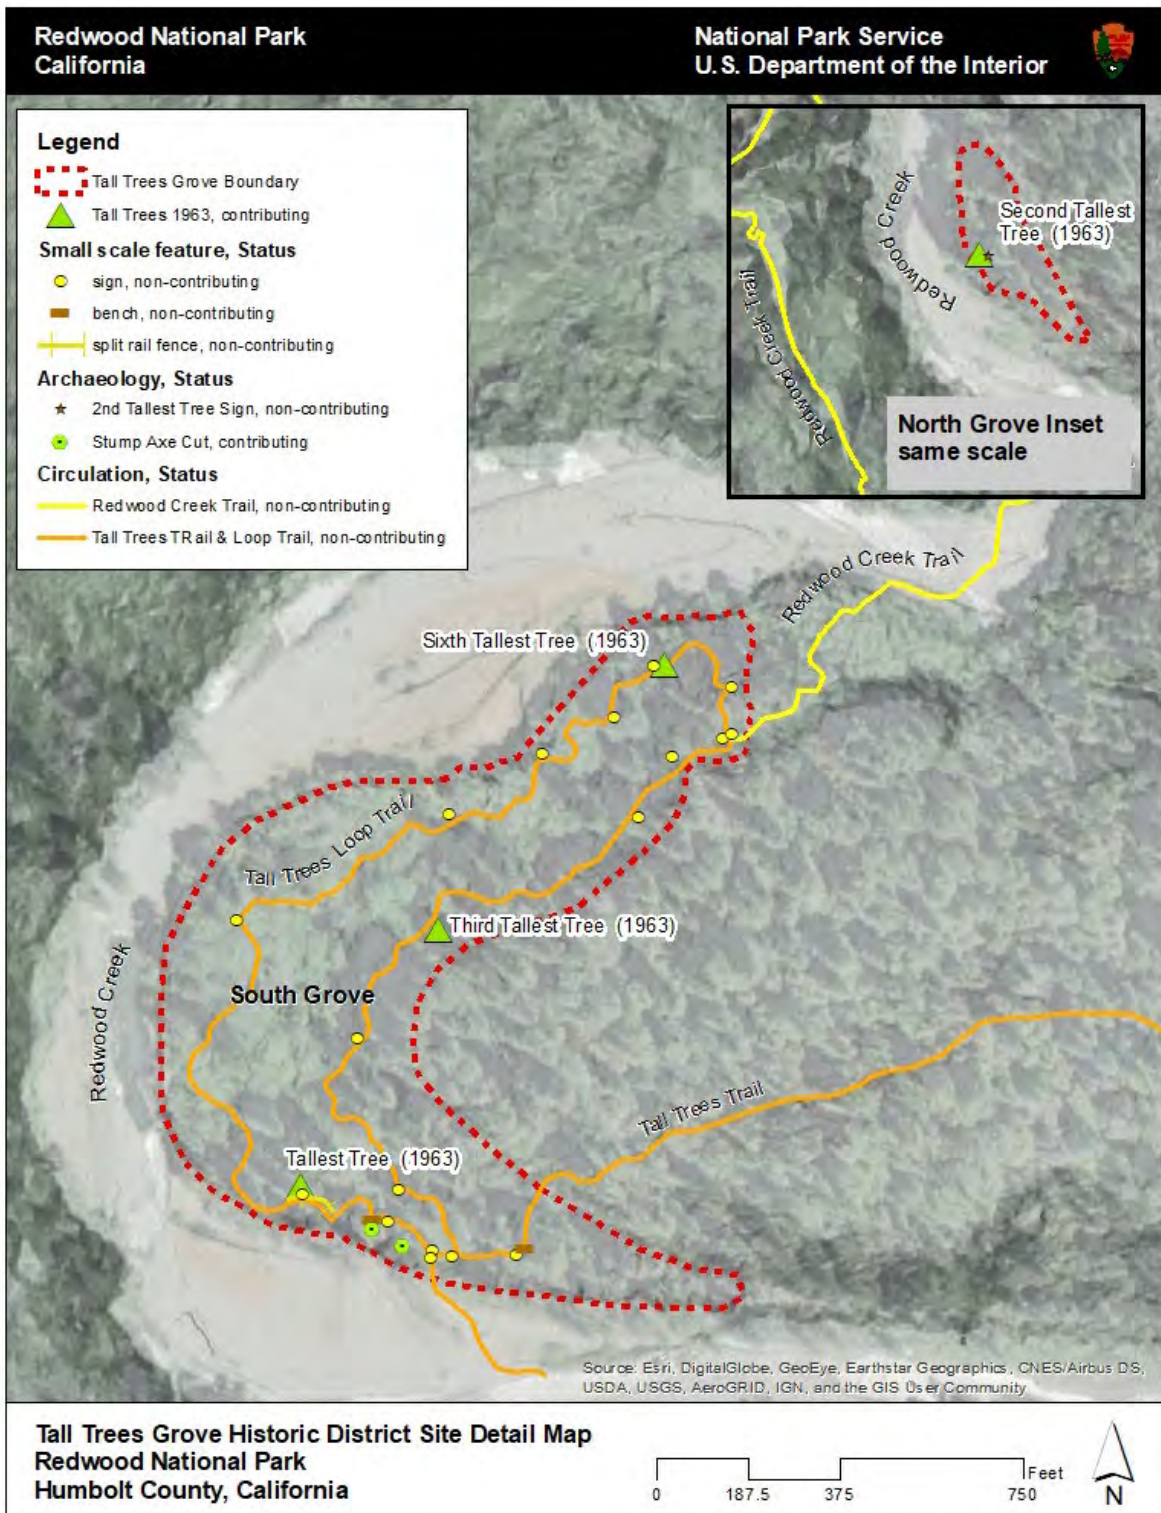 Redwood National Park
California
National Park Service
U.S. Department of the Interior
Legend
Tall Trees Grove Boundary
Tall Trees 1963, contributing
Small scale feature, Status
sign, non-contributing
bench, non-contributing
split rail fence, non-contributing
Archaeology, Status
2nd Tallest Tree Sign, non-contributing
Stump Axe Cut, contributing
Circulation, Status
Redwood Creek Trail, non-contributing
Tall Trees TRail & Loop Trail, non-contributing
Redwood Creek
Second Tallest
Tree (1963)
Redwood Creek Trail
North Grove Inset
same scale
Redwood Creek Trail
Sixth Tallest Tree (1963)
Tall Trees Loop Trail
Third Tallest Tree (1963)
South Grove
Redwood Creek
Tall Trees Trail
Tallest Tree (1963)
Source: Esri, DigitalGlobe, GeoEye, Earthstar Geographics, CNES/Airbus DS,
USDA, USGS, AeroGRID, IGN, and the GIS User Community
Tall Trees Grove Historic District Site Detail Map
Redwood National Park
Humbolt County, California
Feet
0 187.5 375 750
N